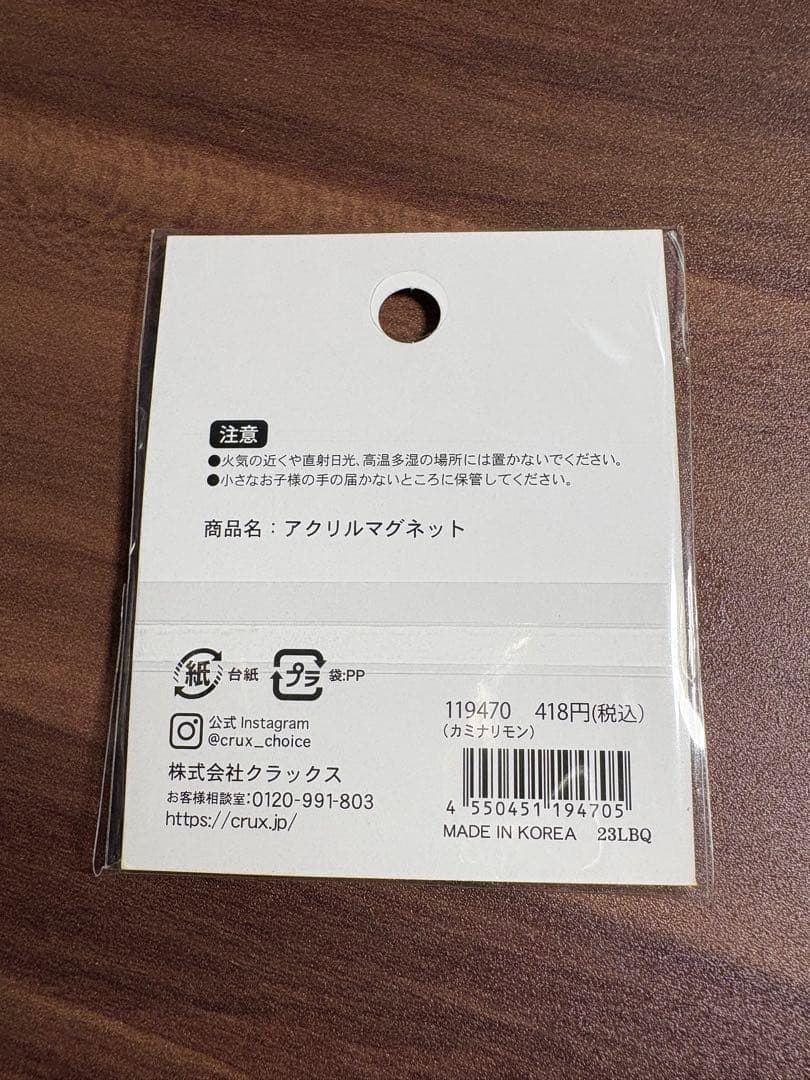 注意
●火気の近くや直射日光、高温多湿の場所には置かないでください。
●小さなお子様の手の届かないところに保管してください。
商品名：アクリルマグネット
紙 台紙 プラ 袋:PP
公式 Instagram
@crux_choice
株式会社クラックス
お客様相談室:0120-991-803
https://crux.jp/
119470 418円(税込)
(カミナリモン)
4 550451 194705
MADE IN KOREA 23LBQ